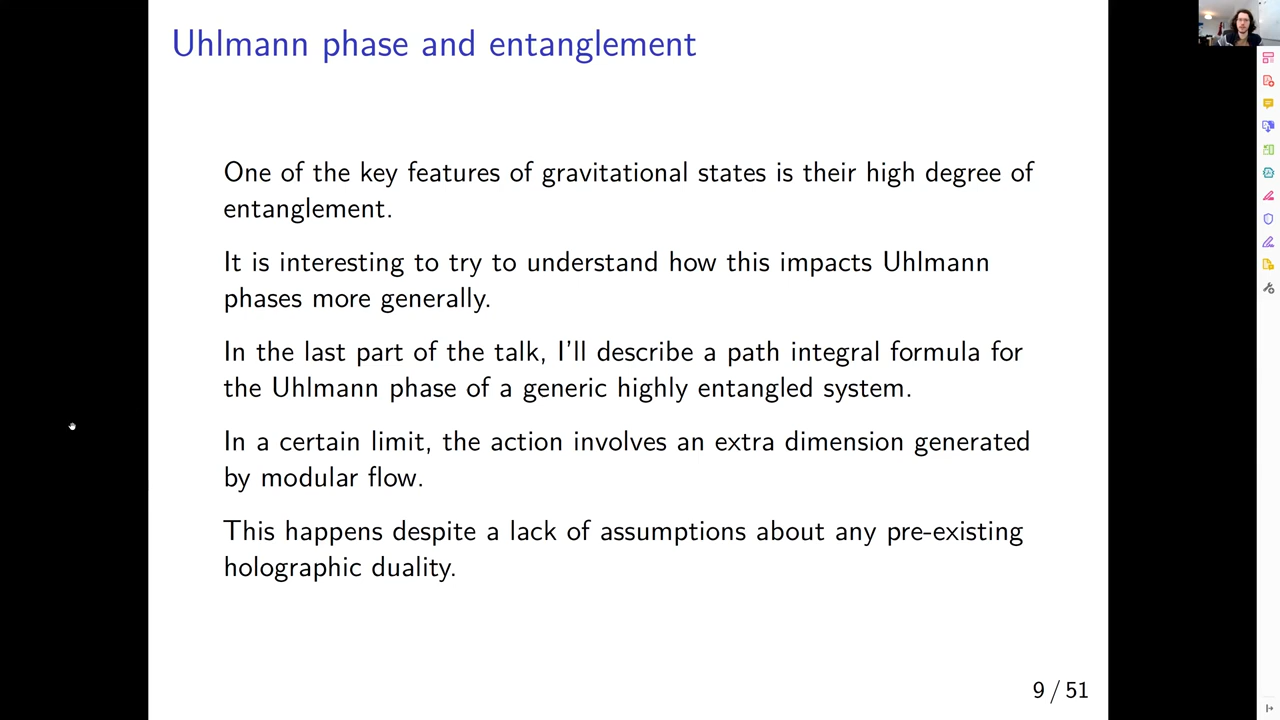 Uhlmann phase and entanglement
One of the key features of gravitational states is their high degree of
entanglement.
It is interesting to try to understand how this impacts Uhlmann
phases more generally.
In the last part of the talk, I'll describe a path integral formula for
the Uhlmann phase of a generic highly entangled system.
In a certain limit, the action involves an extra dimension generated
by modular flow.
This happens despite a lack of assumptions about any pre-existing
holographic duality.
9 / 51